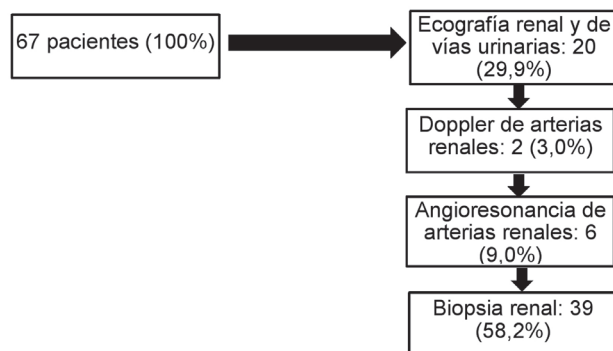 67 pacientes (100%)
Ecografía renal y de
vías urinarias: 20
(29,9%)
Doppler de arterias
renales: 2 (3,0%)
Angioresonancia de
arterias renales: 6
(9,0%)
Biopsia renal: 39
(58,2%)